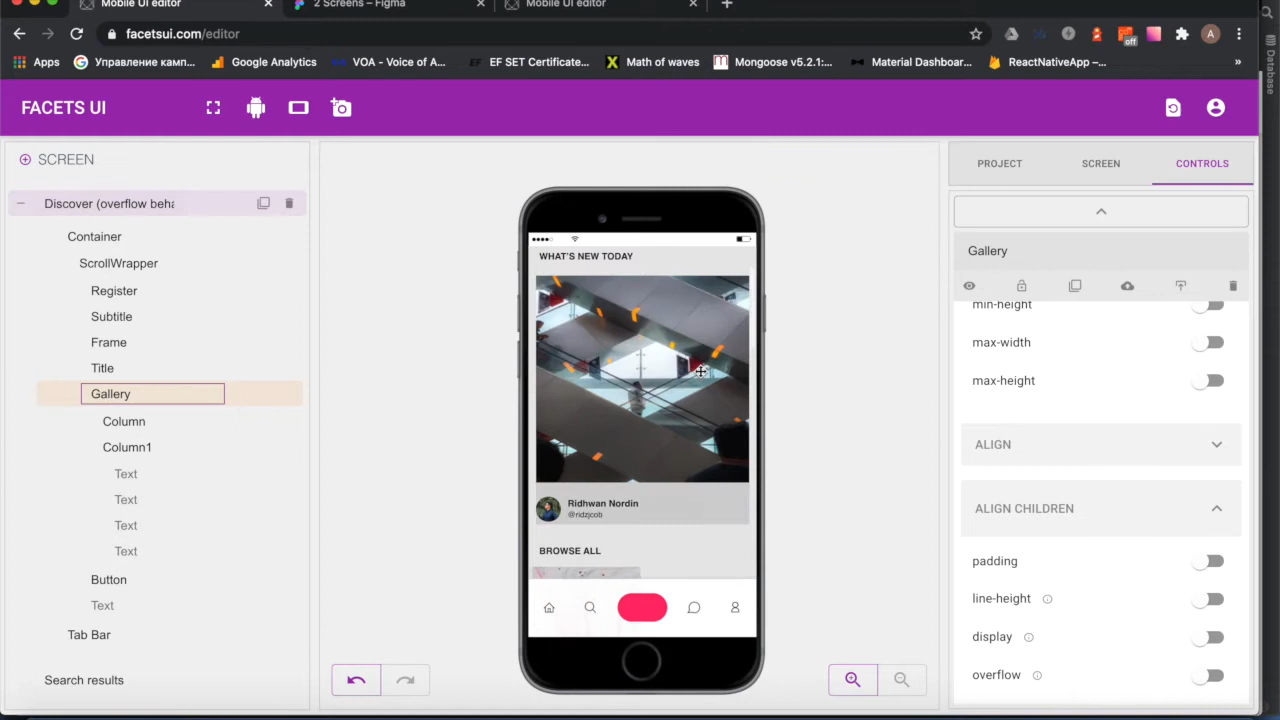 Mobile UI editor
2 Screens – Figma
Mobile UI editor
facetsui.com/editor
Apps
Управление камп...
Google Analytics
VOA - Voice of A...
EF SET Certificate...
Math of waves
Mongoose v5.2.1:...
Material Dashboar...
ReactNativeApp –...
»
off
A
Database
FACETS UI
SCREEN
Discover (overflow beha
Container
ScrollWrapper
Register
Subtitle
Frame
Title
Gallery
Column
Column1
Text
Text
Text
Text
Button
Text
Tab Bar
Search results
WHAT'S NEW TODAY
Ridhwan Nordin
@ridzjcob
BROWSE ALL
PROJECT
SCREEN
CONTROLS
Gallery
min-height
max-width
max-height
ALIGN
ALIGN CHILDREN
padding
line-height
display
overflow